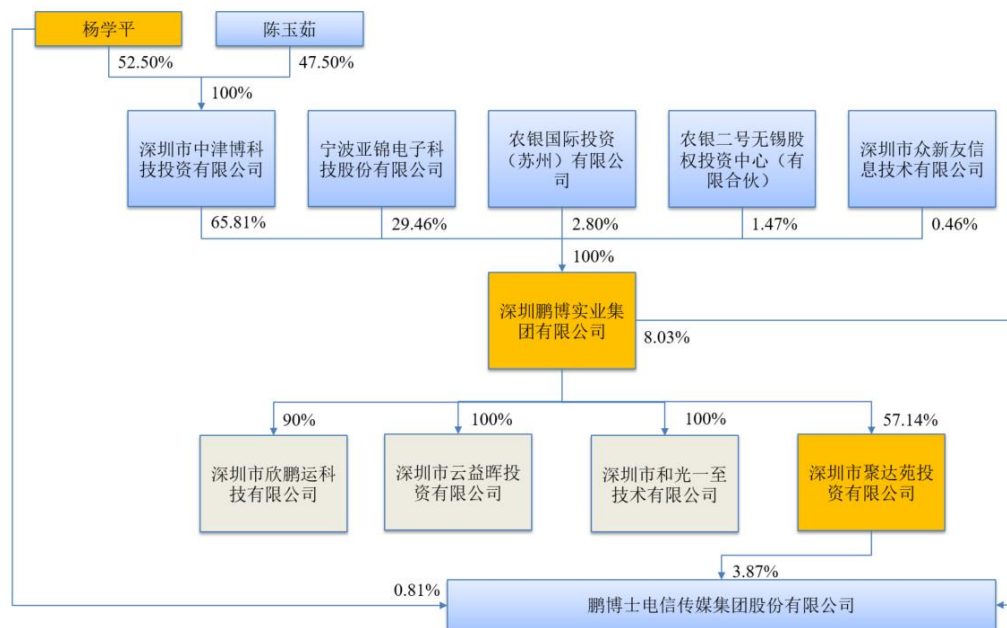 杨学平
陈玉茹
52.50%
47.50%
100%
深圳市中津博科
技投资有限公司
宁波亚锦电子科
技股份有限公司
农银国际投资
（苏州）有限公
司
农银二号无锡股
权投资中心（有
限合伙）
深圳市众新友信
息技术有限公司
65.81%
29.46%
2.80%
1.47%
0.46%
100%
深圳鹏博实业集
团有限公司
8.03%
90%
100%
100%
57.14%
深圳市欣鹏运科
技有限公司
深圳市云益晖投
资有限公司
深圳市和光一至
技术有限公司
深圳市聚达苑投
资有限公司
0.81%
3.87%
鹏博士电信传媒集团股份有限公司